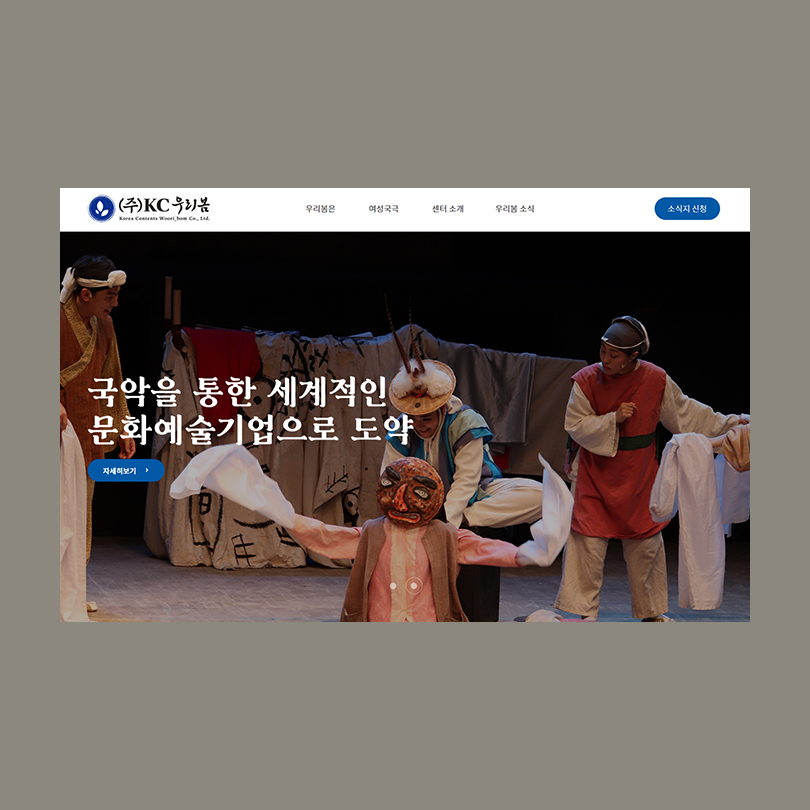 (주)KC우리봄
Korea Contents Woori_bom Co., Ltd.
우리봄은
여성국극
센터 소개
우리봄 소식
소식지 신청
국악을 통한 세계적인
문화예술기업으로 도약
자세히보기